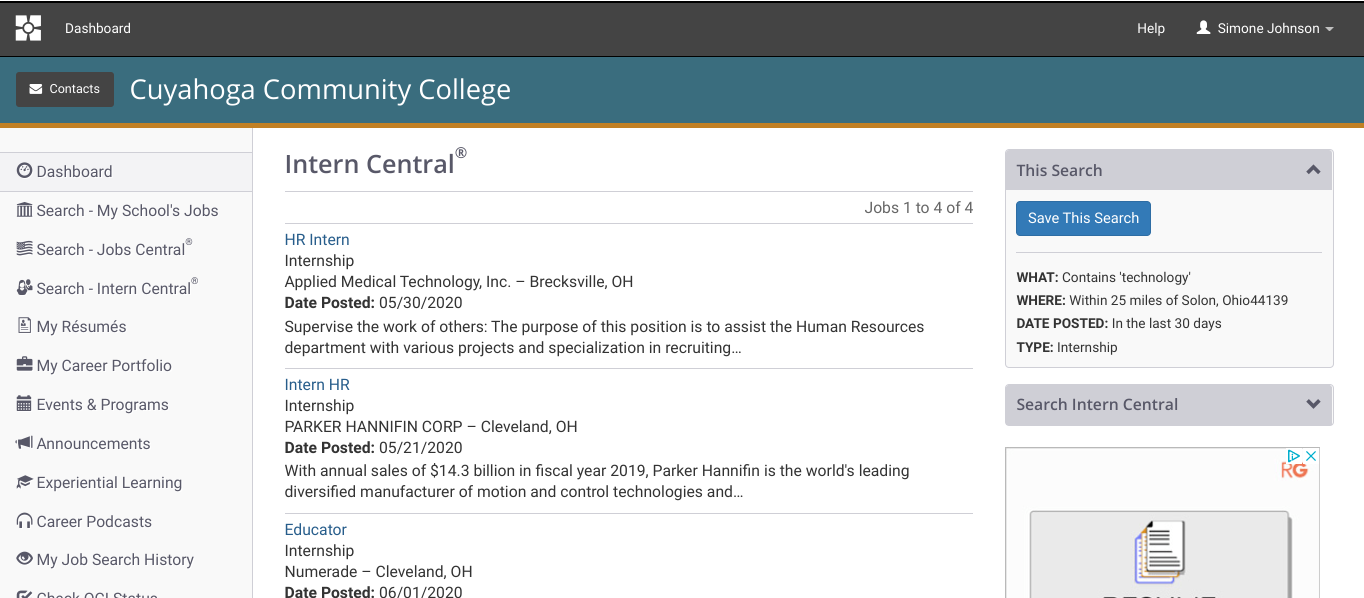 Dashboard
Help
Simone Johnson
Contacts
Cuyahoga Community College
Dashboard
Search - My School's Jobs
Search - Jobs Central®
Search - Intern Central®
My Résumés
My Career Portfolio
Events & Programs
Announcements
Experiential Learning
Career Podcasts
My Job Search History
Check OCI Status
Intern Central®
Jobs 1 to 4 of 4
HR Intern
Internship
Applied Medical Technology, Inc. – Brecksville, OH
Date Posted: 05/30/2020
Supervise the work of others: The purpose of this position is to assist the Human Resources
department with various projects and specialization in recruiting...
Intern HR
Internship
PARKER HANNIFIN CORP – Cleveland, OH
Date Posted: 05/21/2020
With annual sales of $14.3 billion in fiscal year 2019, Parker Hannifin is the world's leading
diversified manufacturer of motion and control technologies and...
Educator
Internship
Numerade – Cleveland, OH
Date Posted: 06/01/2020
This Search
Save This Search
WHAT: Contains 'technology'
WHERE: Within 25 miles of Solon, Ohio44139
DATE POSTED: In the last 30 days
TYPE: Internship
Search Intern Central
RG